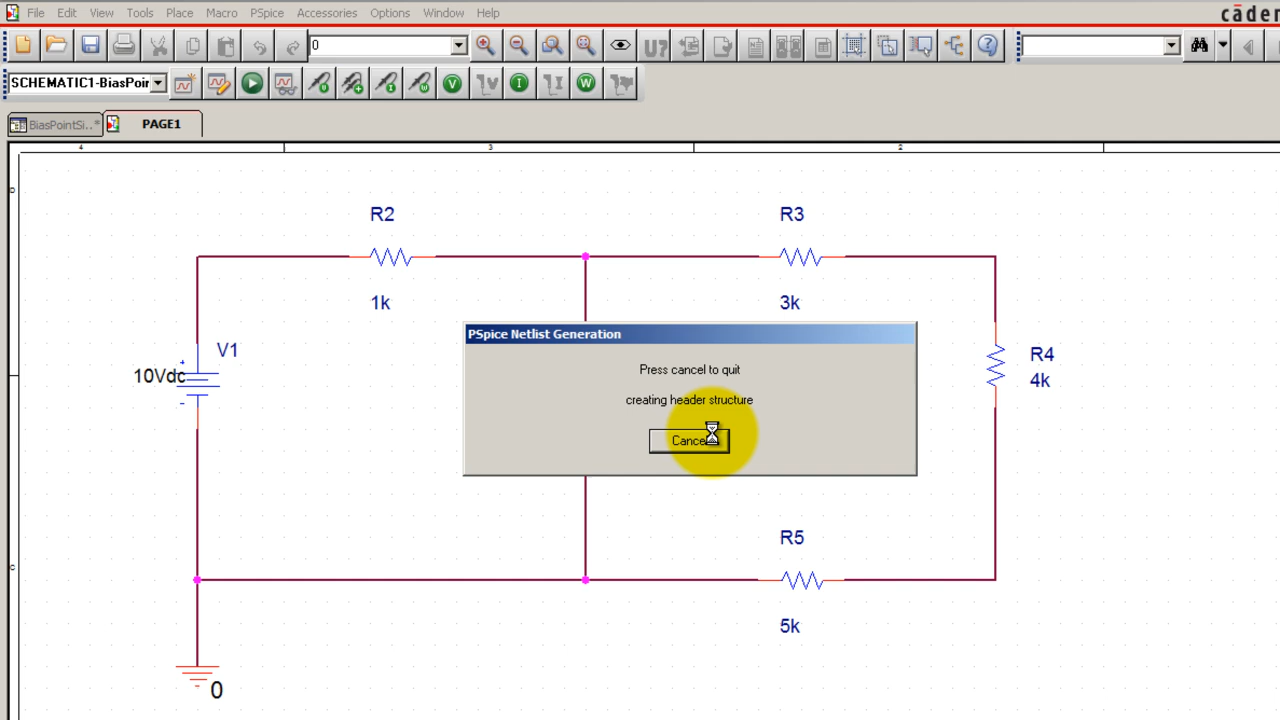 File Edit View Tools Place Macro PSpice Accessories Options Window Help
cāden
0
U?
SCHEMATIC1-BiasPoin
V V I I W
BiasPointSi..* PAGE1
4 3 2
R2 R3
1k 3k
V1
10Vdc
+
-
R4
4k
PSpice Netlist Generation
Press cancel to quit
creating header structure
Cancel
R5
C
5k
0